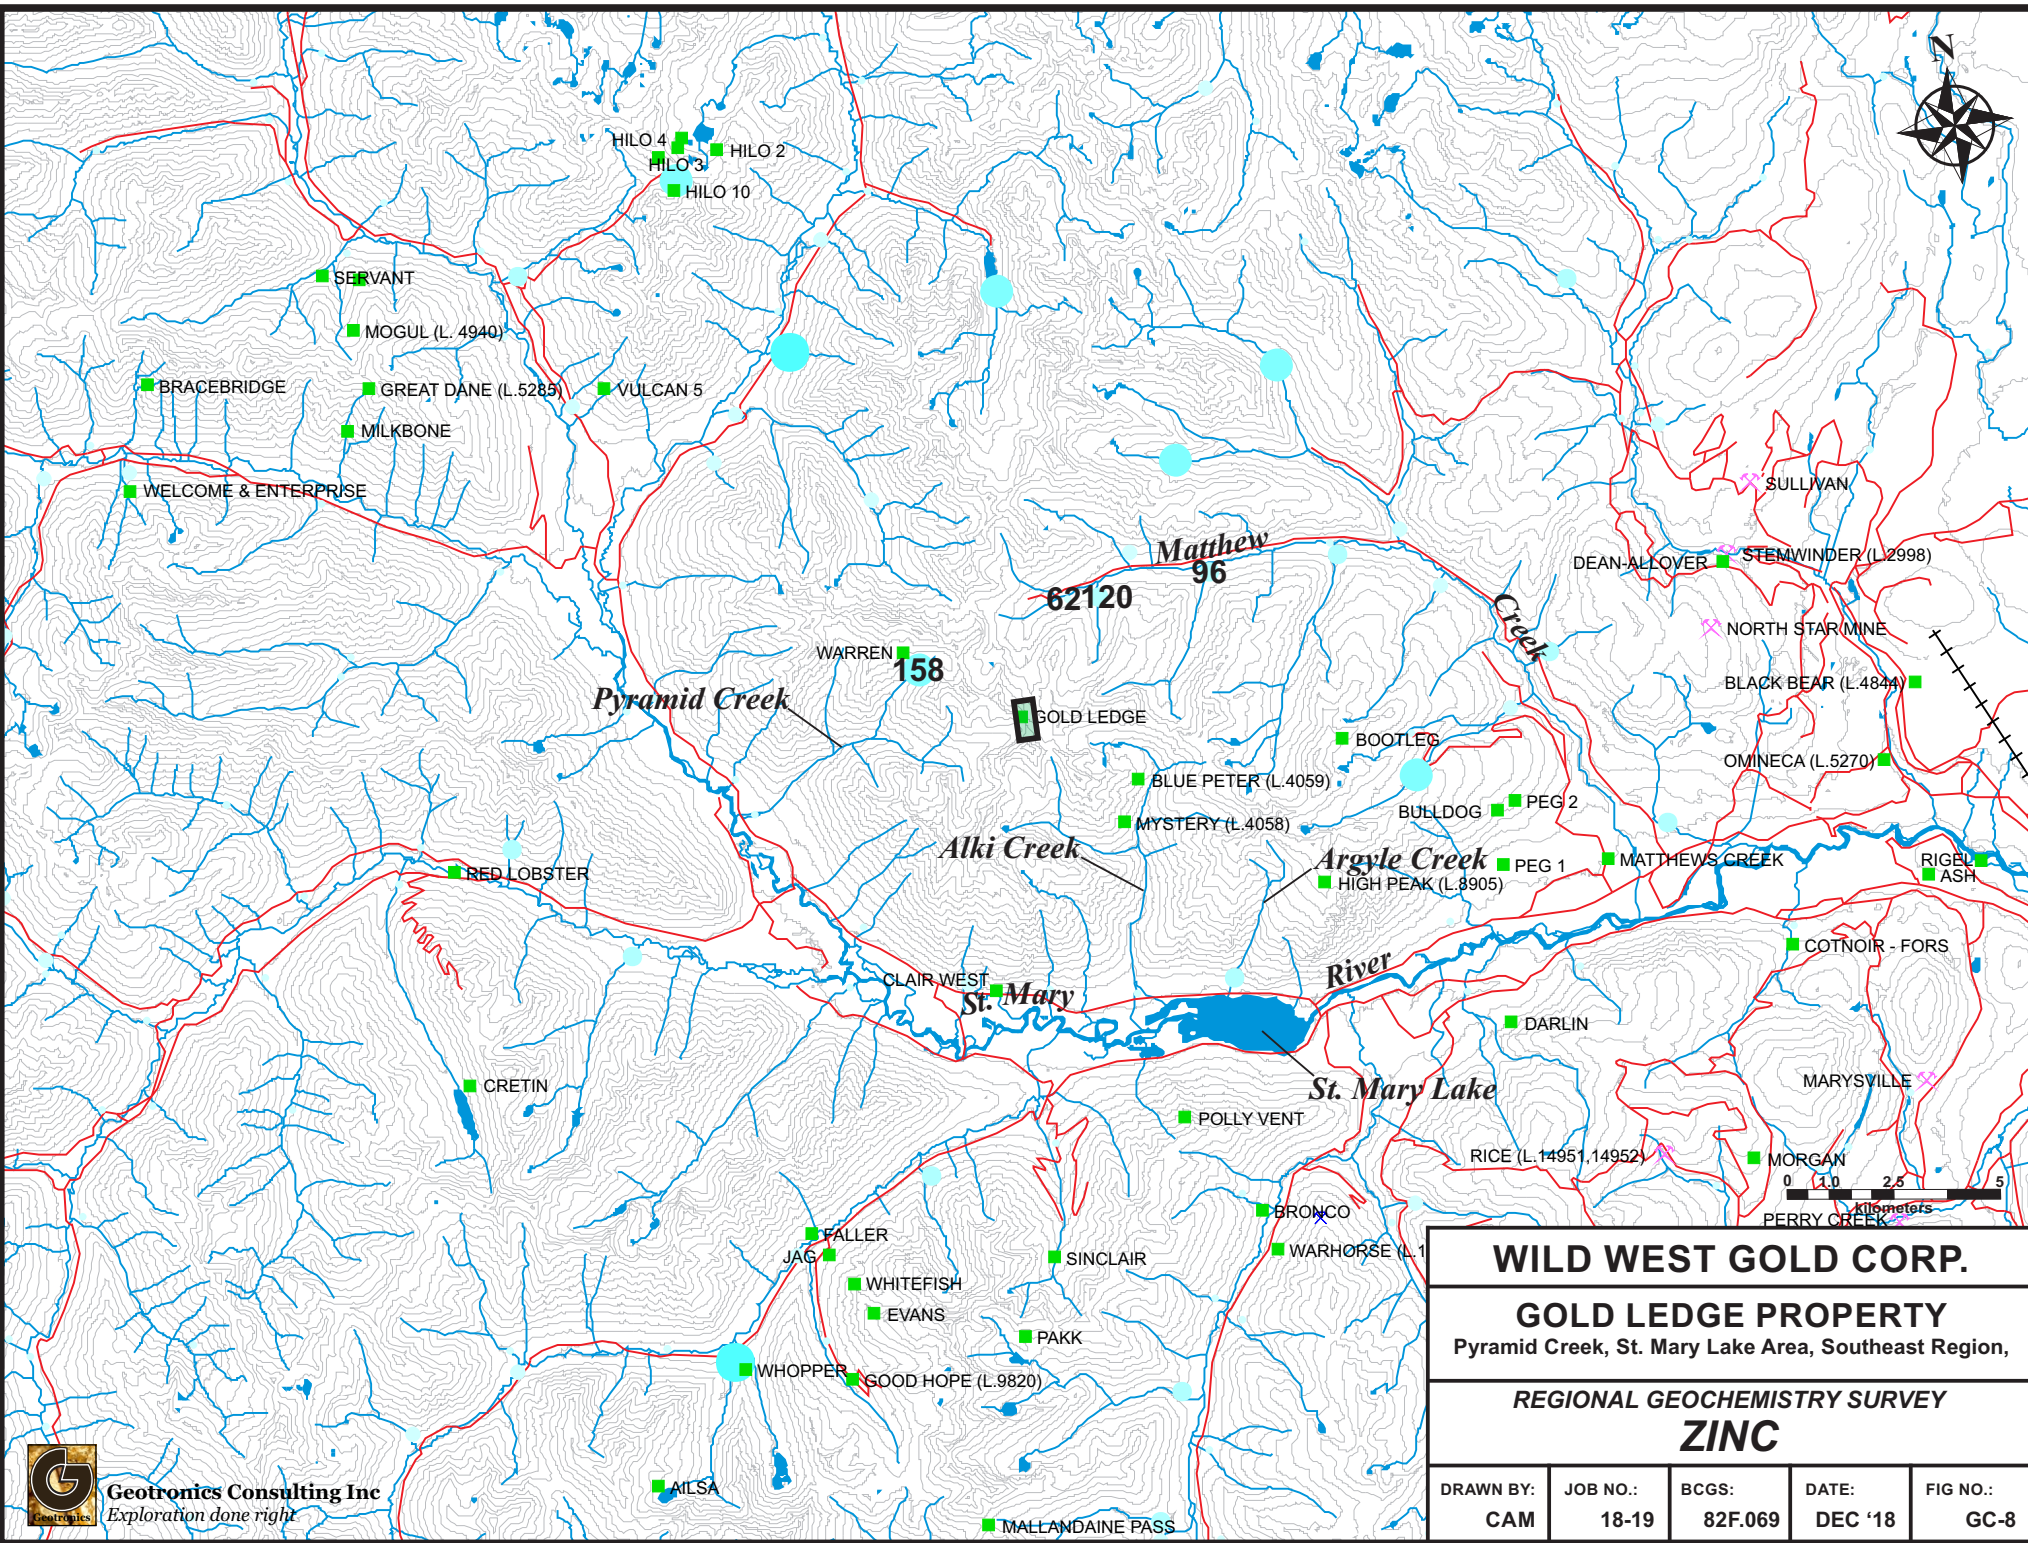 N
HILO 4
HILO 2
HILO 3
HILO 10
SERVANT
MOGUL (L. 4940)
BRACEBRIDGE
GREAT DANE (L.5285)
VULCAN 5
MILKBONE
WELCOME & ENTERPRISE
SULLIVAN
Matthew
96
STEMWINDER (L.2998)
DEAN-ALLOVER
62120
Creek
NORTH STAR MINE
WARREN
158
Pyramid Creek
BLACK BEAR (L.4844)
GOLD LEDGE
BOOTLEG
OMINECA (L.5270)
BLUE PETER (L.4059)
PEG 2
BULLDOG
MYSTERY (L.4058)
Alki Creek
Argyle Creek
PEG 1
MATTHEWS CREEK
RIGEL
ASH
RED LOBSTER
HIGH PEAK (L.8905)
COTNOIR - FORS
River
CLAIR WEST
St. Mary
DARLIN
St. Mary Lake
CRETIN
MARYSVILLE
POLLY VENT
RICE (L.14951,14952)
MORGAN
0 1.0 2.5 5
kilometers
BRONCO
PERRY CREEK
FALLER
JAG
SINCLAIR
WARHORSE (L.1
WHITEFISH
EVANS
PAKK
WHOPPER
GOOD HOPE (L.9820)
AILSA
MALLANDAINE PASS
WILD WEST GOLD CORP.
GOLD LEDGE PROPERTY
Pyramid Creek, St. Mary Lake Area, Southeast Region,
REGIONAL GEOCHEMISTRY SURVEY
ZINC
DRAWN BY: JOB NO.: BCGS: DATE: FIG NO.:
CAM 18-19 82F.069 DEC ‘18 GC-8
Geotronics
Geotronics Consulting Inc
Exploration done right